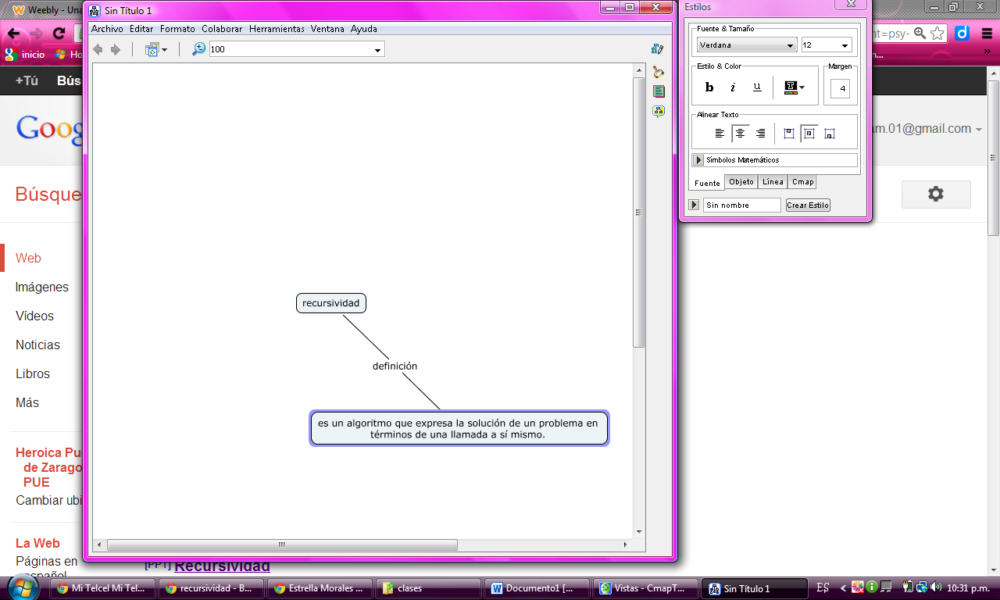 Weebly - Una
Sin Título 1
Estilos
nt=psy-
Archivo Editar Formato Colaborar Herramientas Ventana Ayuda
inicio
Ho
100
Fuente & Tamaño
Verdana 12
Estilo & Color
Margen
b i u T 4
Alinear Texto
Símbolos Matemáticos
Fuente Objeto Línea Cmap
Sin nombre Crear Estilo
+Tú Bús
Goog
am.01@gmail.com
Búsque
Web
Imágenes
Vídeos
Noticias
Libros
Más
recursividad
definición
es un algoritmo que expresa la solución de un problema en
términos de una llamada a sí mismo.
Heroica Pue
de Zarago
PUE
Cambiar ubi
La Web
Páginas en
español
[PPT] Recursividad
Mi Telcel Mi Tel...
recursividad - B...
Estrella Morales ...
clases
Documento1 [...
Vistas - CmapT...
Sin Título 1
ES
10:31 p.m.